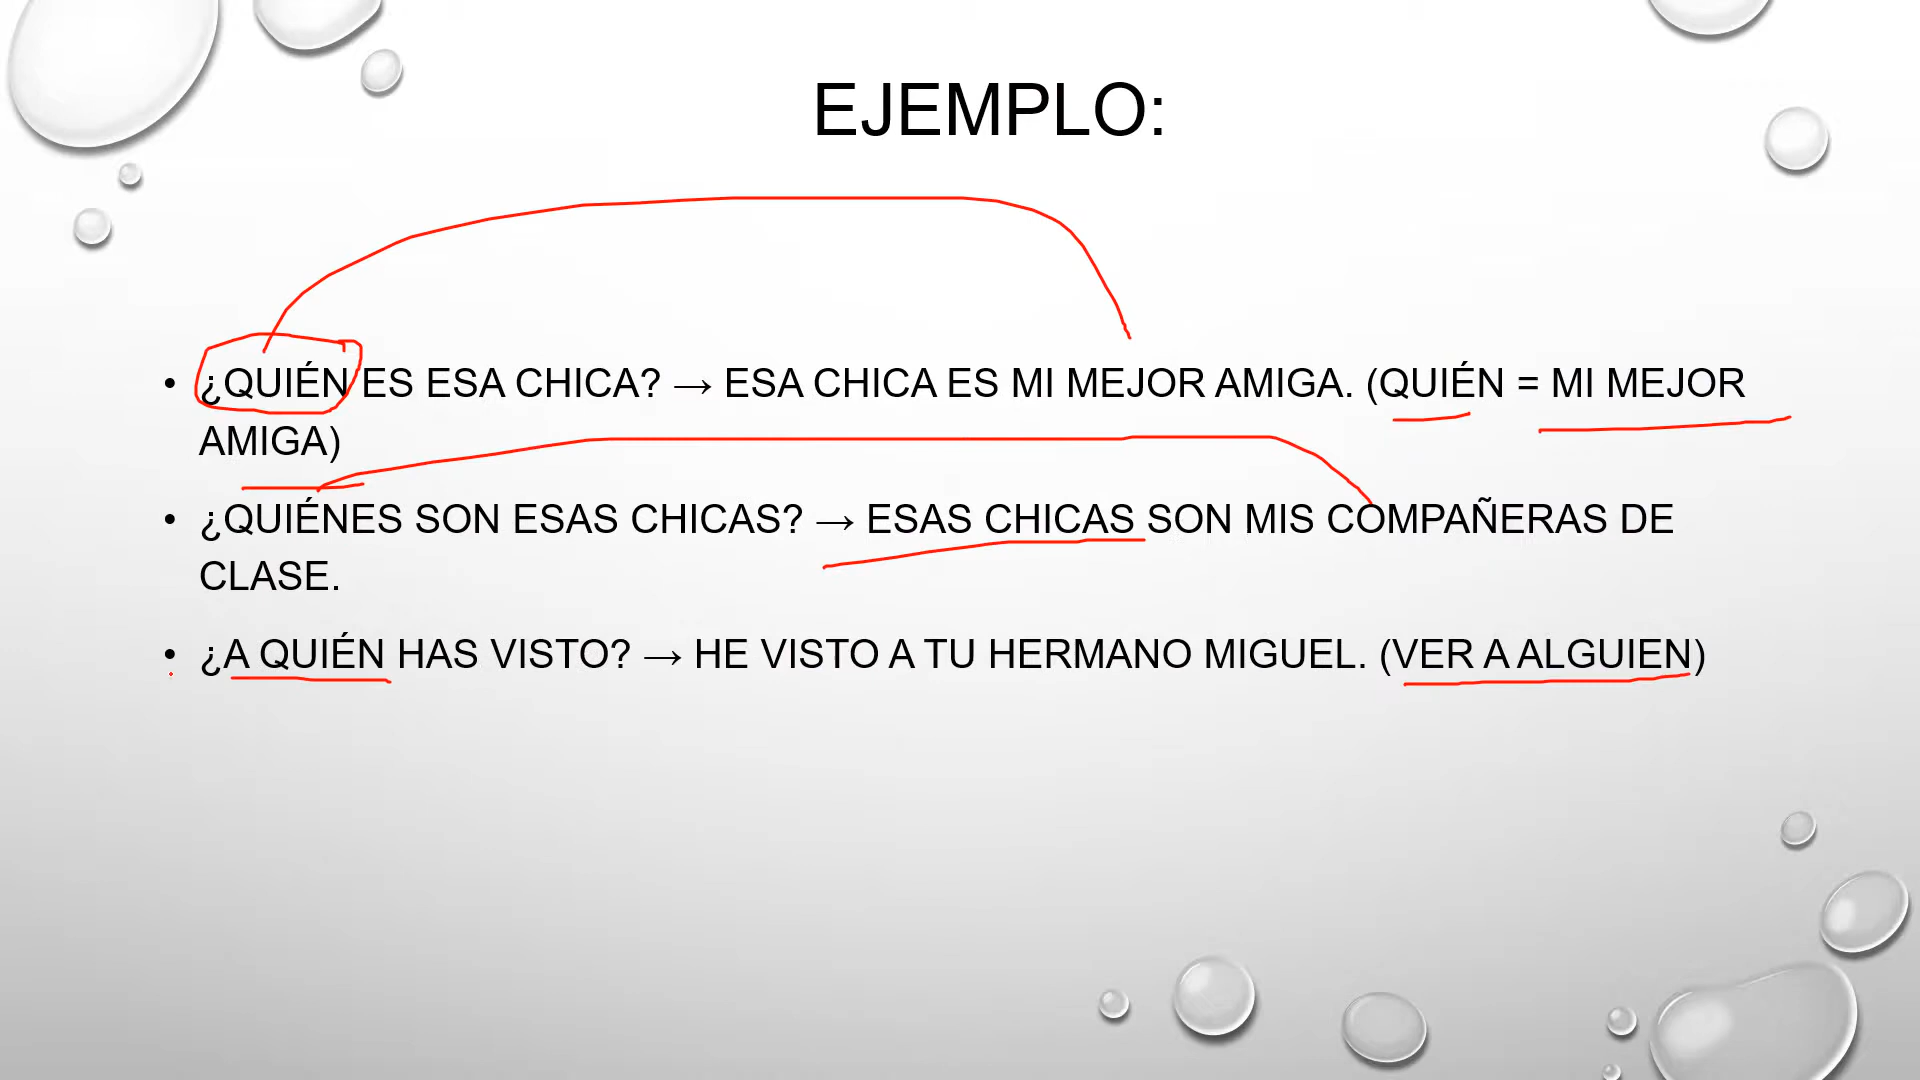 EJEMPLO:
• ¿QUIÉN ES ESA CHICA? → ESA CHICA ES MI MEJOR AMIGA. (QUIÉN = MI MEJOR
AMIGA)
• ¿QUIÉNES SON ESAS CHICAS? → ESAS CHICAS SON MIS COMPAÑERAS DE
CLASE.
• ¿A QUIÉN HAS VISTO? → HE VISTO A TU HERMANO MIGUEL. (VER A ALGUIEN)